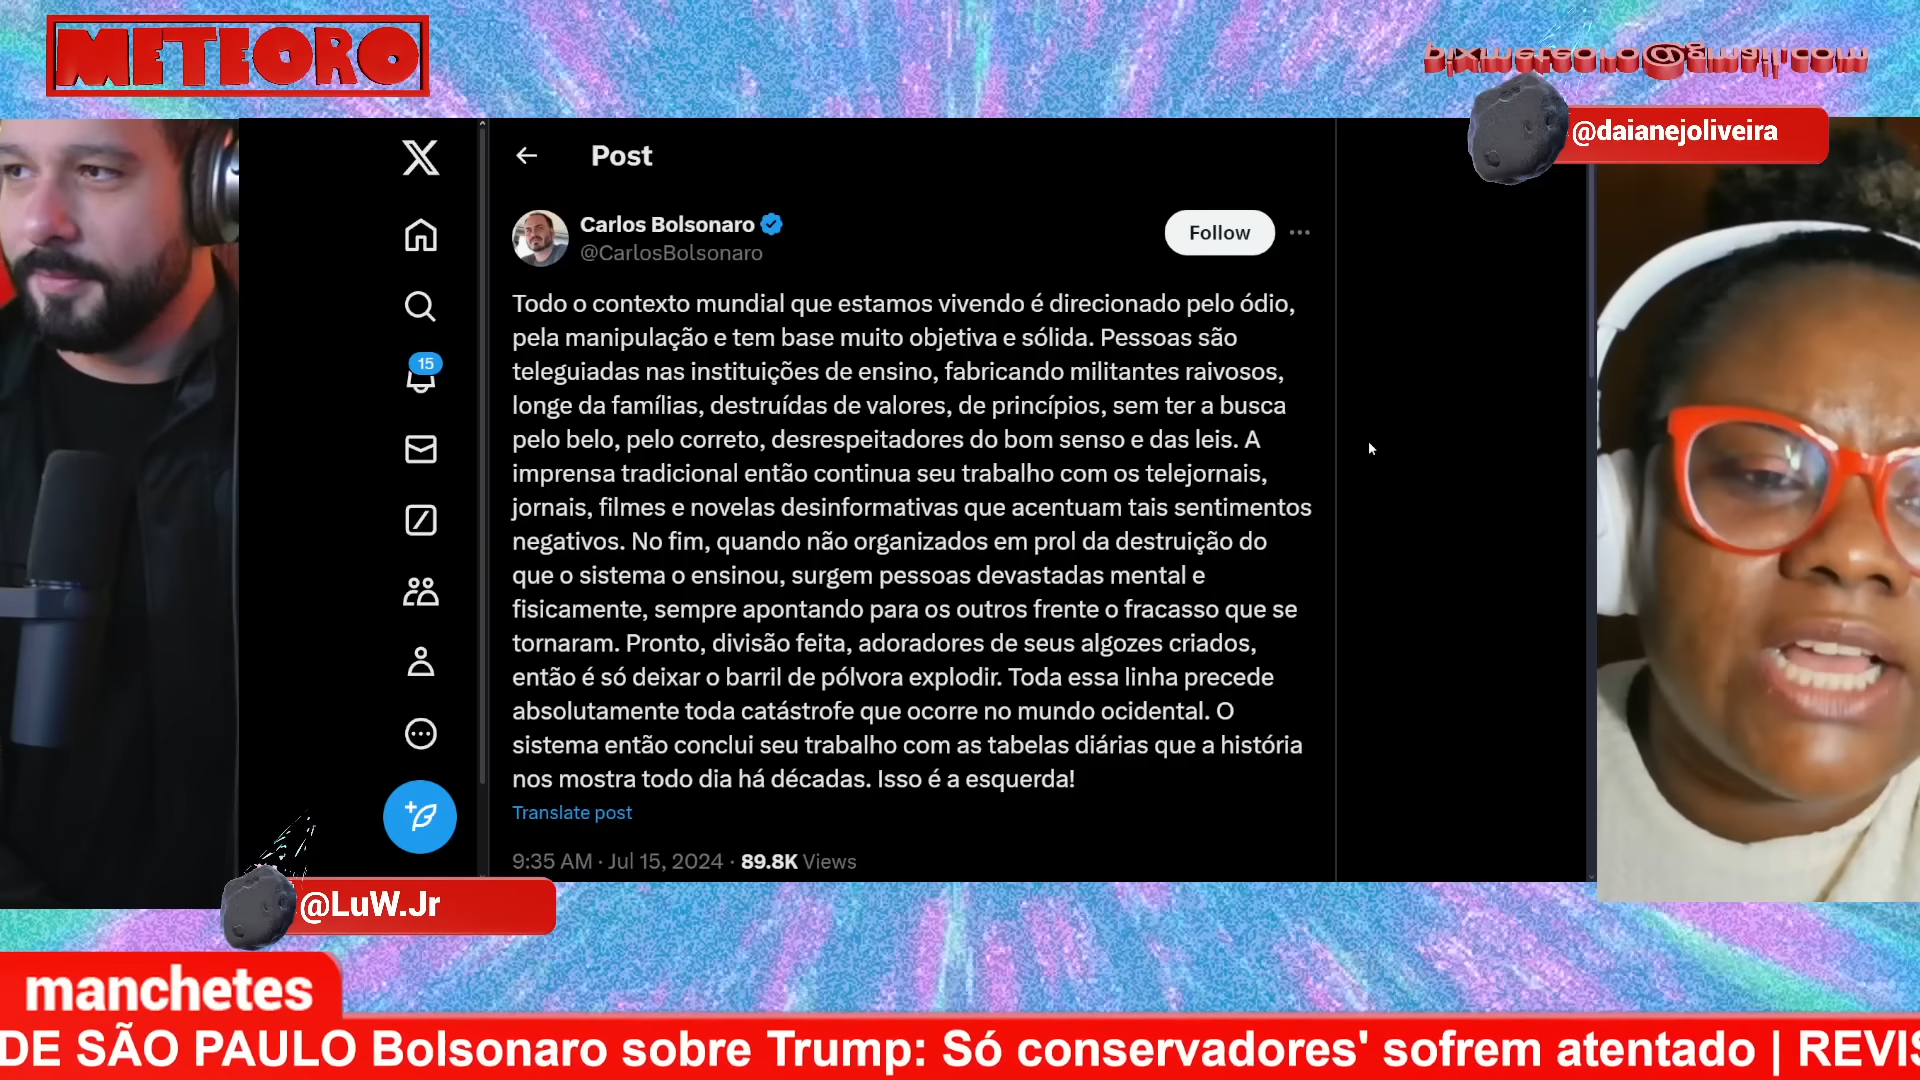 METEORO
@daianejoliveira
Post
Carlos Bolsonaro
@CarlosBolsonaro
Follow
Todo o contexto mundial que estamos vivendo é direcionado pelo ódio,
pela manipulação e tem base muito objetiva e sólida. Pessoas são
teleguiadas nas instituições de ensino, fabricando militantes raivosos,
longe da famílias, destruídas de valores, de princípios, sem ter a busca
pelo belo, pelo correto, desrespeitadores do bom senso e das leis. A
imprensa tradicional então continua seu trabalho com os telejornais,
jornais, filmes e novelas desinformativas que acentuam tais sentimentos
negativos. No fim, quando não organizados em prol da destruição do
que o sistema o ensinou, surgem pessoas devastadas mental e
fisicamente, sempre apontando para os outros frente o fracasso que se
tornaram. Pronto, divisão feita, adoradores de seus algozes criados,
então é só deixar o barril de pólvora explodir. Toda essa linha precede
absolutamente toda catástrofe que ocorre no mundo ocidental. O
sistema então conclui seu trabalho com as tabelas diárias que a história
nos mostra todo dia há décadas. Isso é a esquerda!
Translate post
9:35 AM · Jul 15, 2024 · 89.8K Views
15
@LuW.Jr
manchetes
DE SÃO PAULO Bolsonaro sobre Trump: Só conservadores' sofrem atentado | REVIS